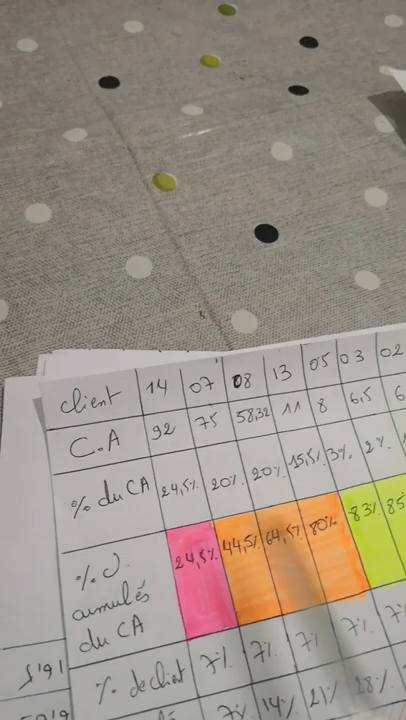 client 14 07 08 13 05 03 02
C.A 92 75 58,32 11 8 6,5 6
% du CA 24,5% 20% 20% 15,5% 3% 2%
% cumulés du CA 24,5% 44,5% 64,5% 80% 83% 85
% de client 7% 7% 7% 7% 7
7% 14% 21% 28%